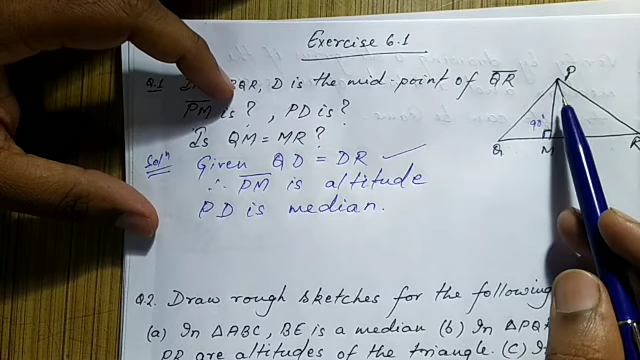 Exercise 6.1
Q.1 PQR, D is the mid-point of QR
PM is? , PD is?
Is QM = MR?
Solⁿ Given QD = DR ✓
∴ PM is altitude
PD is median.
P
90°
Q M R
Q2. Draw rough sketches for the following
(a) In △ABC, BE is a median (b) In △PQR
PR are altitudes of the triangle. (C) In